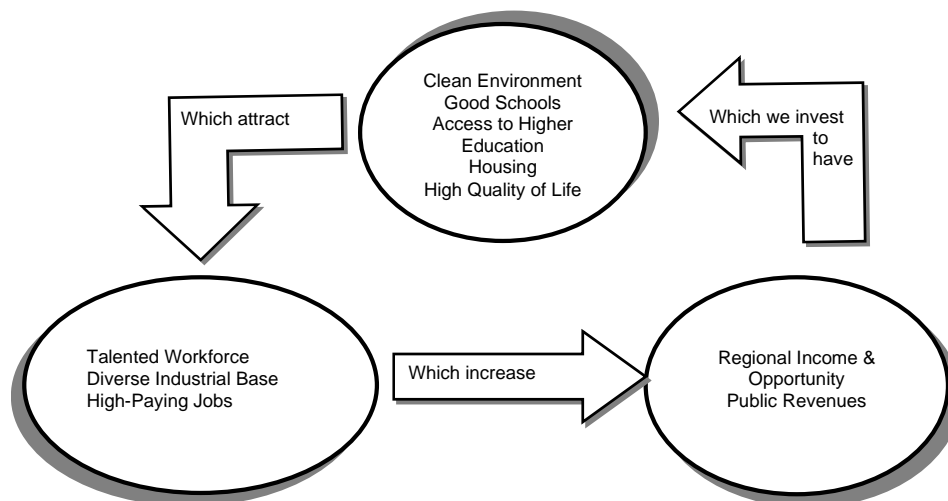 Clean Environment
Good Schools
Access to Higher
Education
Housing
High Quality of Life
Which attract
Which we invest
to
have
Talented Workforce
Diverse Industrial Base
High-Paying Jobs
Which increase
Regional Income &
Opportunity
Public Revenues